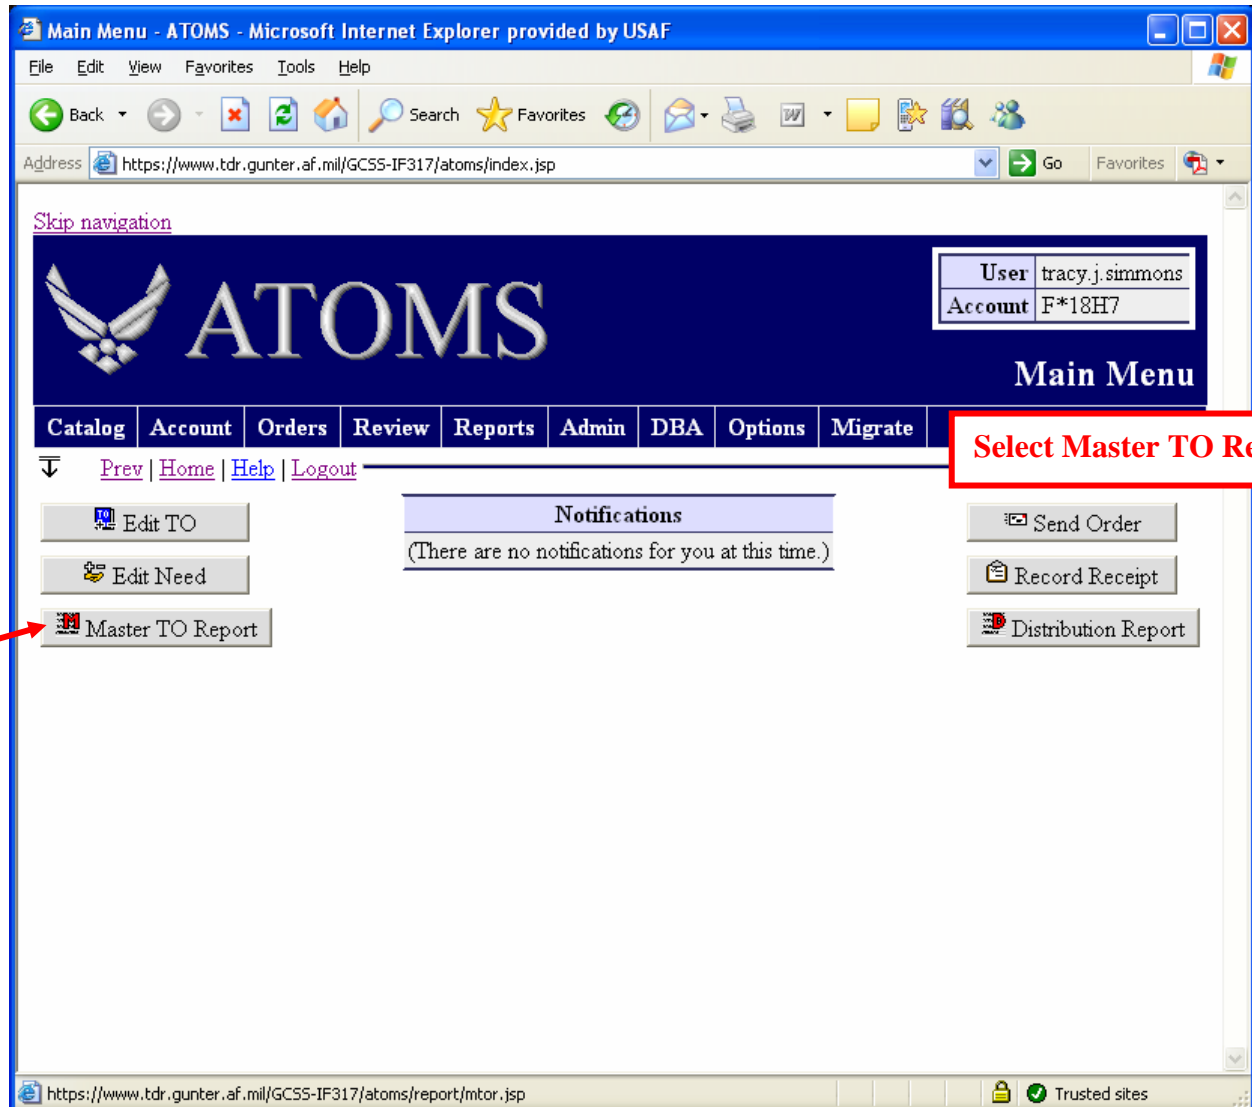 Main Menu - ATOMS - Microsoft Internet Explorer provided by USAF
File Edit View Favorites Tools Help
Back Search Favorites
Address https://www.tdr.gunter.af.mil/GCSS-IF317/atoms/index.jsp Go Favorites
Skip navigation
ATOMS
User tracy.j.simmons
Account F*18H7
Main Menu
Catalog Account Orders Review Reports Admin DBA Options Migrate
Select Master TO Re
Prev | Home | Help | Logout
Edit TO
Edit Need
Master TO Report
Notifications
(There are no notifications for you at this time.)
Send Order
Record Receipt
Distribution Report
https://www.tdr.gunter.af.mil/GCSS-IF317/atoms/report/mtor.jsp Trusted sites